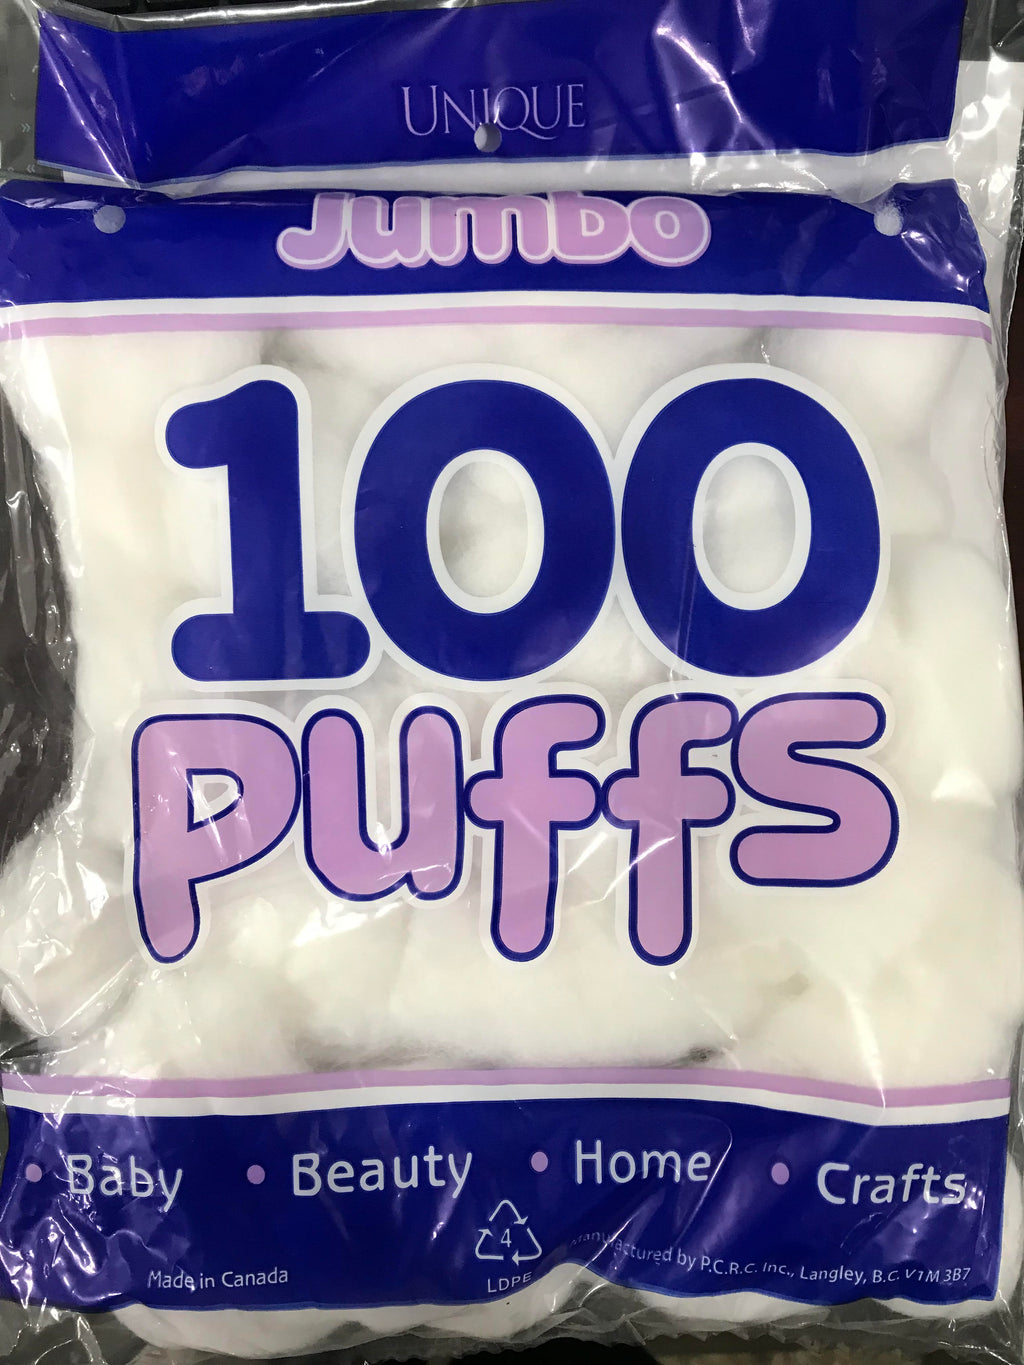 UNIQUE
Jumbo
100
Puffs
• Baby • Beauty • Home • Crafts
4
LDPE
Made in Canada
Manufactured by P.C.R.C. Inc., Langley, B.C. V1M 3B7